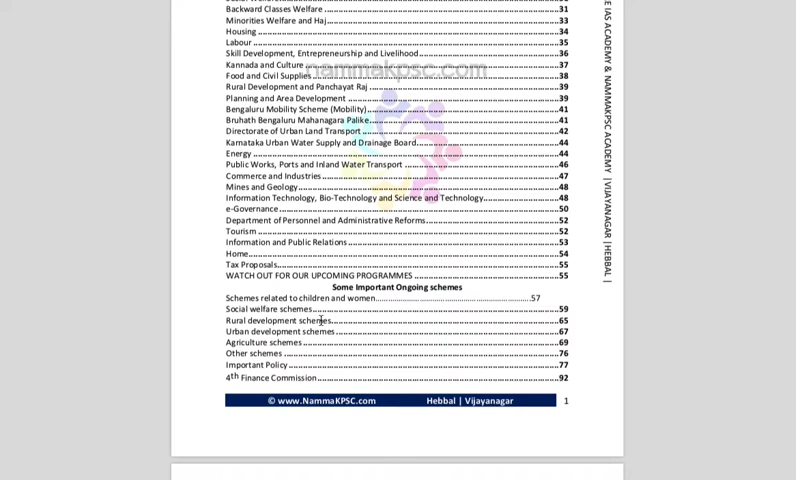 Backward Classes Welfare ........ 31
Minorities Welfare and Haj........ 33
Housing ........ 34
Labour ........ 35
Skill Development, Entrepreneurship and Livelihood........ 36
Kannada and Culture ........ 37
nammakpsc.com
Food and Civil Supplies ........ 38
Rural Development and Panchayat Raj ........ 39
Planning and Area Development ........ 39
Bengaluru Mobility Scheme (Mobility)........ 41
Bruhath Bengaluru Mahanagara Palike........ 41
Directorate of Urban Land Transport ........ 42
Karnataka Urban Water Supply and Drainage Board........ 44
Energy ........ 44
Public Works, Ports and Inland Water Transport ........ 46
Commerce and Industries ........ 47
Mines and Geology........ 48
Information Technology, Bio-Technology and Science and Technology........ 48
e-Governance ........ 50
Department of Personnel and Administrative Reforms........ 52
Tourism ........ 52
Information and Public Relations ........ 53
Home........ 54
Tax Proposals........ 55
WATCH OUT FOR OUR UPCOMING PROGRAMMES ........ 55
Some Important Ongoing schemes
Schemes related to children and women........ 57
Social welfare schemes........ 59
Rural development schemes........ 65
Urban development schemes ........ 67
Agriculture schemes ........ 69
Other schemes ........ 76
Important Policy........ 77
4th Finance Commission........ 92
© www.NammaKPSC.com Hebbal | Vijayanagar 1
E IAS ACADEMY & NAMMAKPSC ACADEMY | VIJAYANAGAR | HEBBAL |